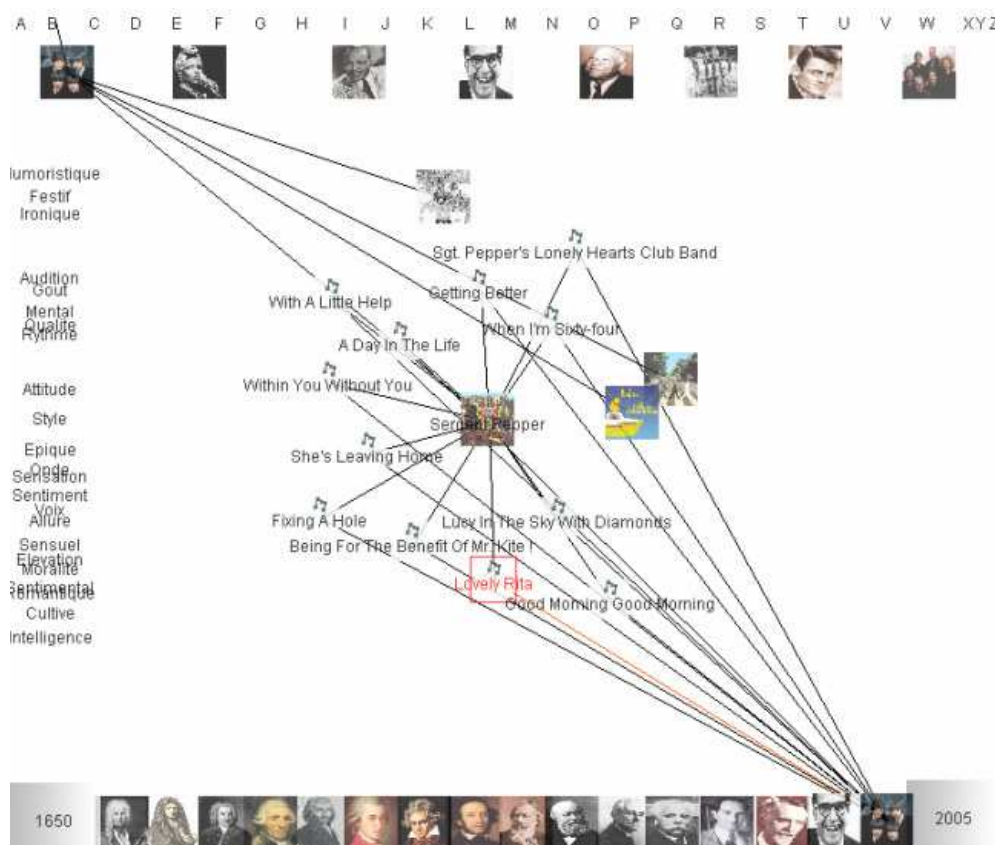 A B C D E F G H I J K L M N O P Q R S T U V W XYZ
umoristique
Festif
Ironique
Sgt. Pepper's Lonely Hearts Club Band
Audition
Gout
Getting Better
With A Little Help
Mental
Qualite
Rythme
When I'm Sixty-four
A Day In The Life
Within You Without You
Attitude
Style
Sergent Pepper
Epique
She's Leaving Home
Onde
Sensation
Sentiment
Voix
Allure
Fixing A Hole
Lucy In The Sky With Diamonds
Being For The Benefit Of Mr. Kite !
Sensuel
Elevation
Moralite
Lovely Rita
Sentimental
omantique
Good Morning Good Morning
Cultive
Intelligence
1650
2005